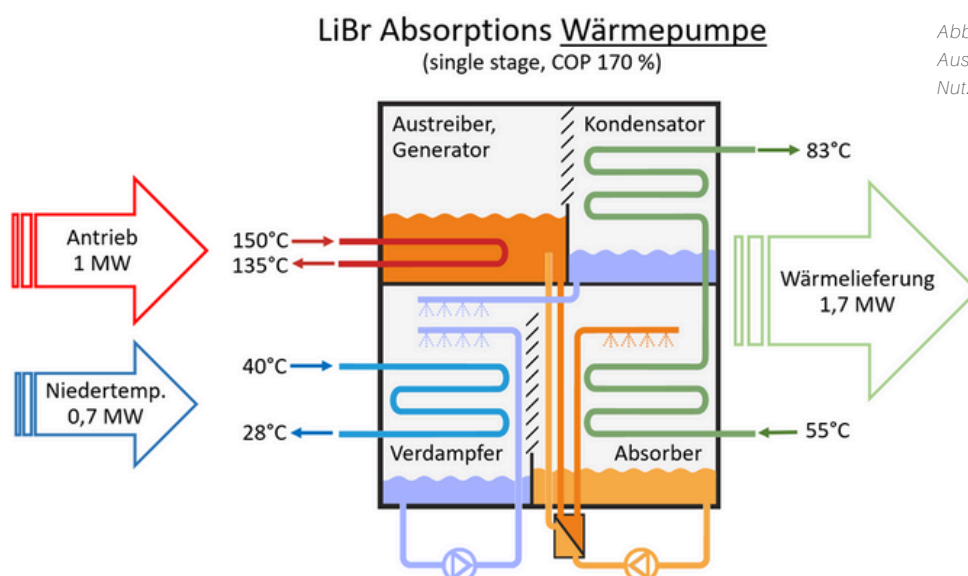 LiBr Absorptions Wärmepumpe
(single stage, COP 170 %)
Abb
Aus
Nut
Austreiber,
Generator
Kondensator
83°C
Antrieb
1 MW
150°C
135°C
Wärmelieferung
1,7 MW
Niedertemp.
0,7 MW
40°C
28°C
55°C
Verdampfer
Absorber